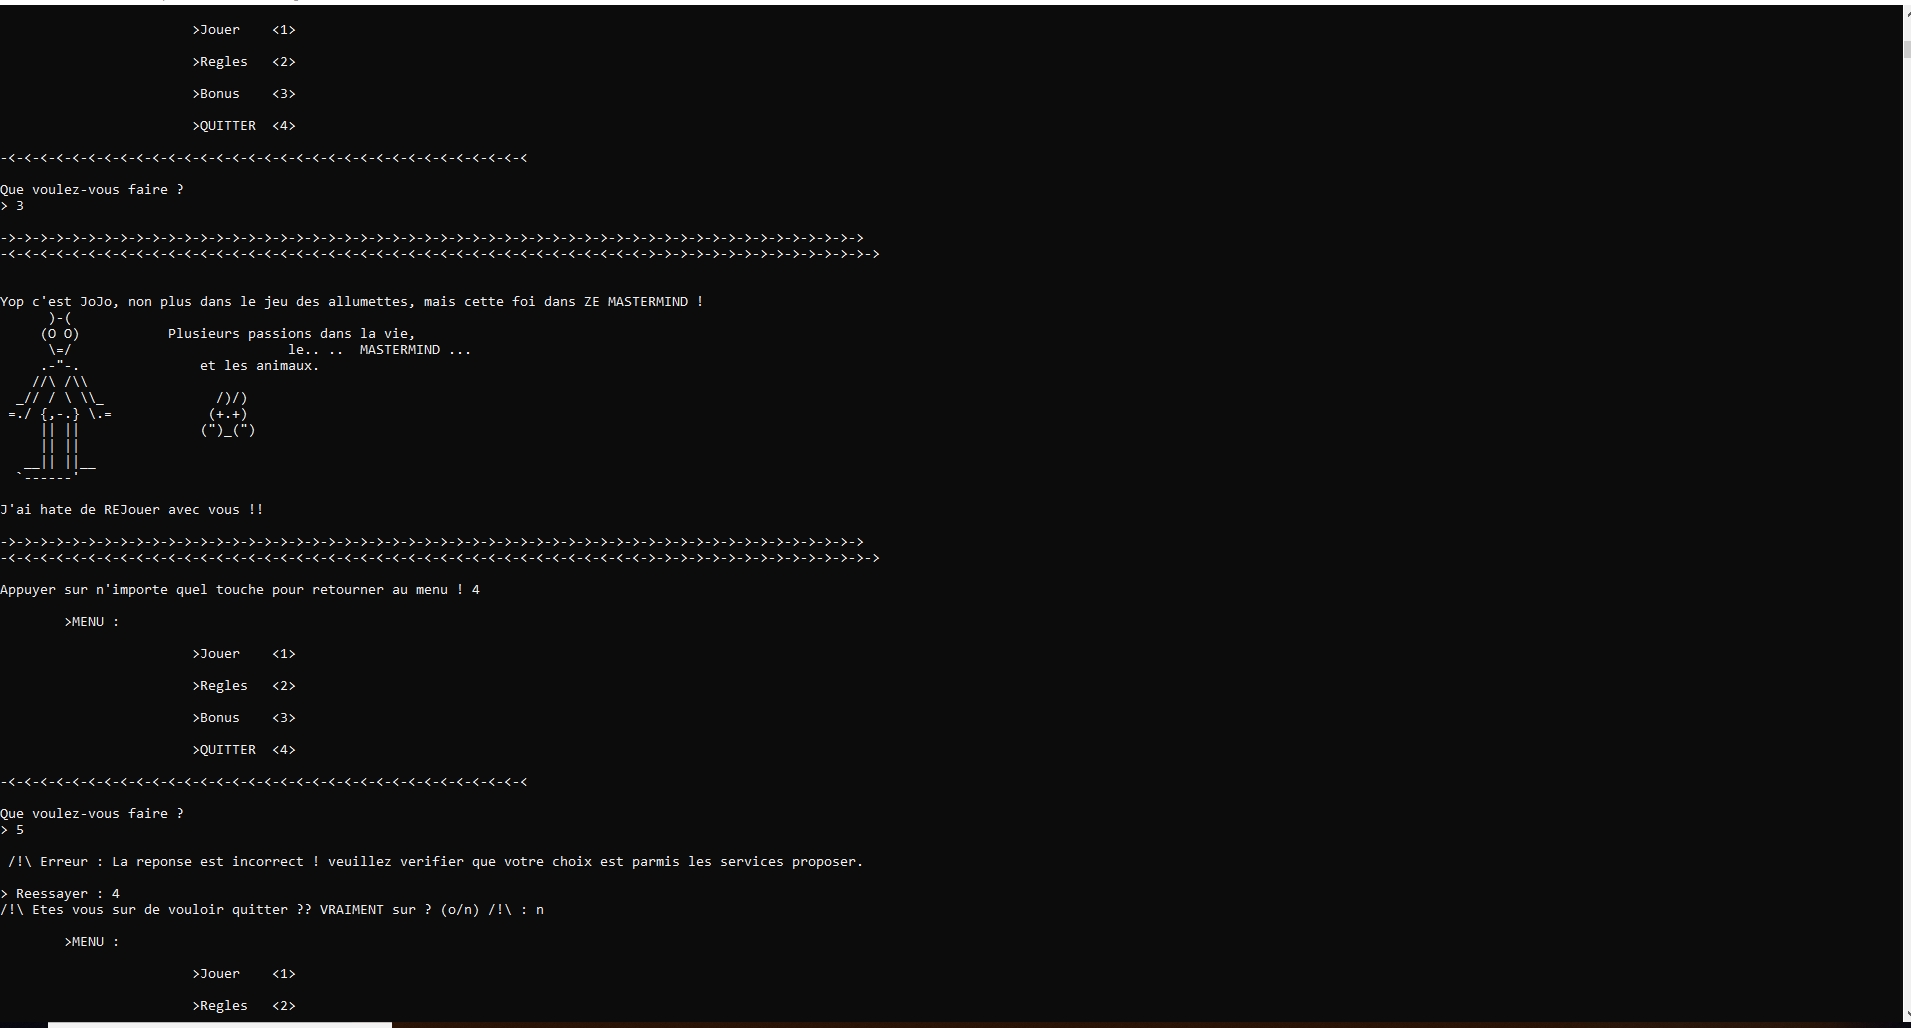 >Jouer    <1>
>Regles   <2>
>Bonus    <3>
>QUITTER  <4>
-<-<-<-<-<-<-<-<-<-<-<-<-<-<-<-<-<-<-<-<-<-<-<-<-<-<-<-<-<-<-<-<-<
Que voulez-vous faire ?
> 3
->->->->->->->->->->->->->->->->->->->->->->->->->->->->->->->->->->->->->->->->->->->->->->->->->->->->->->
-<-<-<-<-<-<-<-<-<-<-<-<-<-<-<-<-<-<-<-<-<-<-<-<-<-<-<-<-<-<-<-<-<-<-<-<-<-<-<-<->->->->->->->->->->->->->->->
Yop c'est JoJo, non plus dans le jeu des allumettes, mais cette foi dans ZE MASTERMIND !
      )-(
     (O O)           Plusieurs passions dans la vie,
      \=/                           le.. ..  MASTERMIND ...
     .-"-.               et les animaux.
    //\ /\\
  _// / \ \\_              /)/)
 =./ {,-.} \.=            (+.+)
     || ||               (")_(")
     || ||
   __|| ||__
  `------'
J'ai hate de REJouer avec vous !!
->->->->->->->->->->->->->->->->->->->->->->->->->->->->->->->->->->->->->->->->->->->->->->->->->->->->->->
-<-<-<-<-<-<-<-<-<-<-<-<-<-<-<-<-<-<-<-<-<-<-<-<-<-<-<-<-<-<-<-<-<-<-<-<-<-<-<-<->->->->->->->->->->->->->->->
Appuyer sur n'importe quel touche pour retourner au menu ! 4
>MENU :
>Jouer    <1>
>Regles   <2>
>Bonus    <3>
>QUITTER  <4>
-<-<-<-<-<-<-<-<-<-<-<-<-<-<-<-<-<-<-<-<-<-<-<-<-<-<-<-<-<-<-<-<-<
Que voulez-vous faire ?
> 5
/!\ Erreur : La reponse est incorrect ! veuillez verifier que votre choix est parmis les services proposer.
> Reessayer : 4
/!\ Etes vous sur de vouloir quitter ?? VRAIMENT sur ? (o/n) /!\ : n
>MENU :
>Jouer    <1>
>Regles   <2>